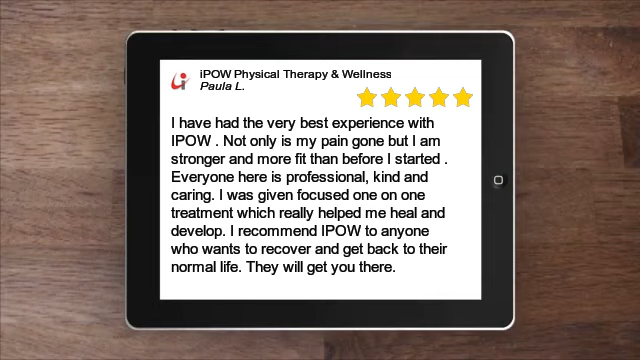 iPOW Physical Therapy & Wellness
Paula L.
I have had the very best experience with
IPOW . Not only is my pain gone but I am
stronger and more fit than before I started .
Everyone here is professional, kind and
caring. I was given focused one on one
treatment which really helped me heal and
develop. I recommend IPOW to anyone
who wants to recover and get back to their
normal life. They will get you there.